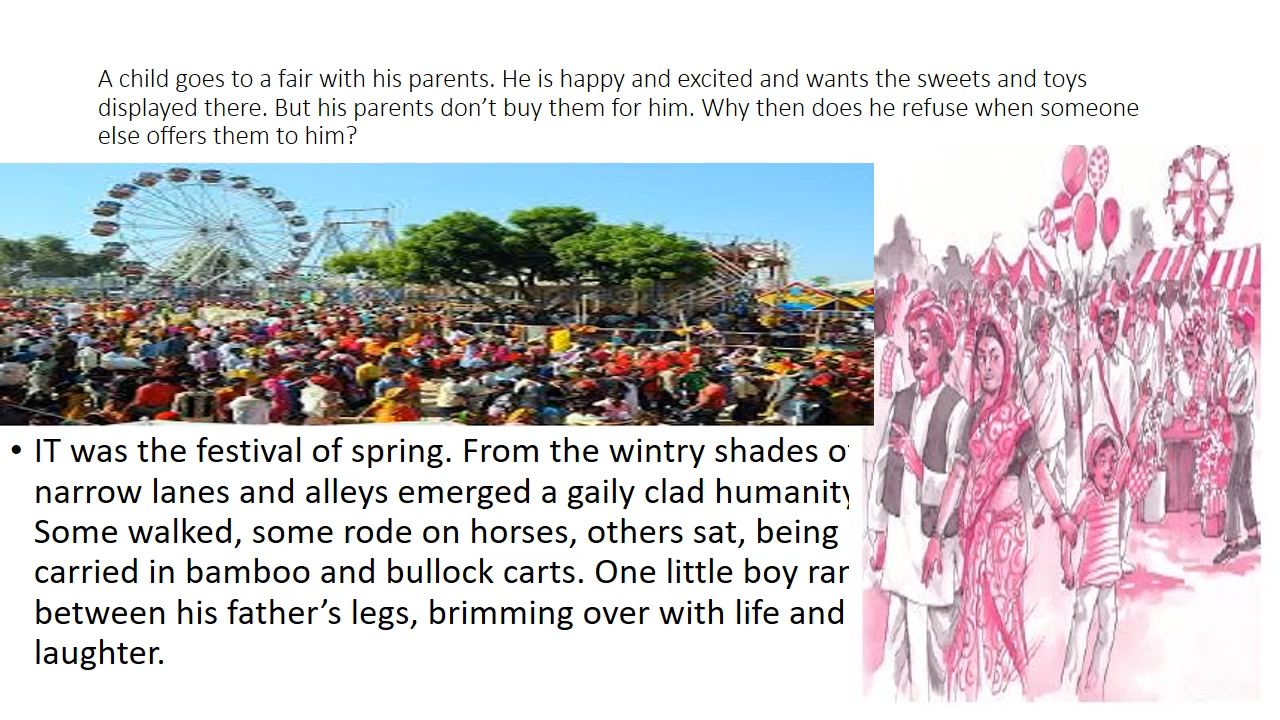 A child goes to a fair with his parents. He is happy and excited and wants the sweets and toys
displayed there. But his parents don’t buy them for him. Why then does he refuse when someone
else offers them to him?
• IT was the festival of spring. From the wintry shades of
narrow lanes and alleys emerged a gaily clad humanity
Some walked, some rode on horses, others sat, being
carried in bamboo and bullock carts. One little boy ran
between his father’s legs, brimming over with life and
laughter.